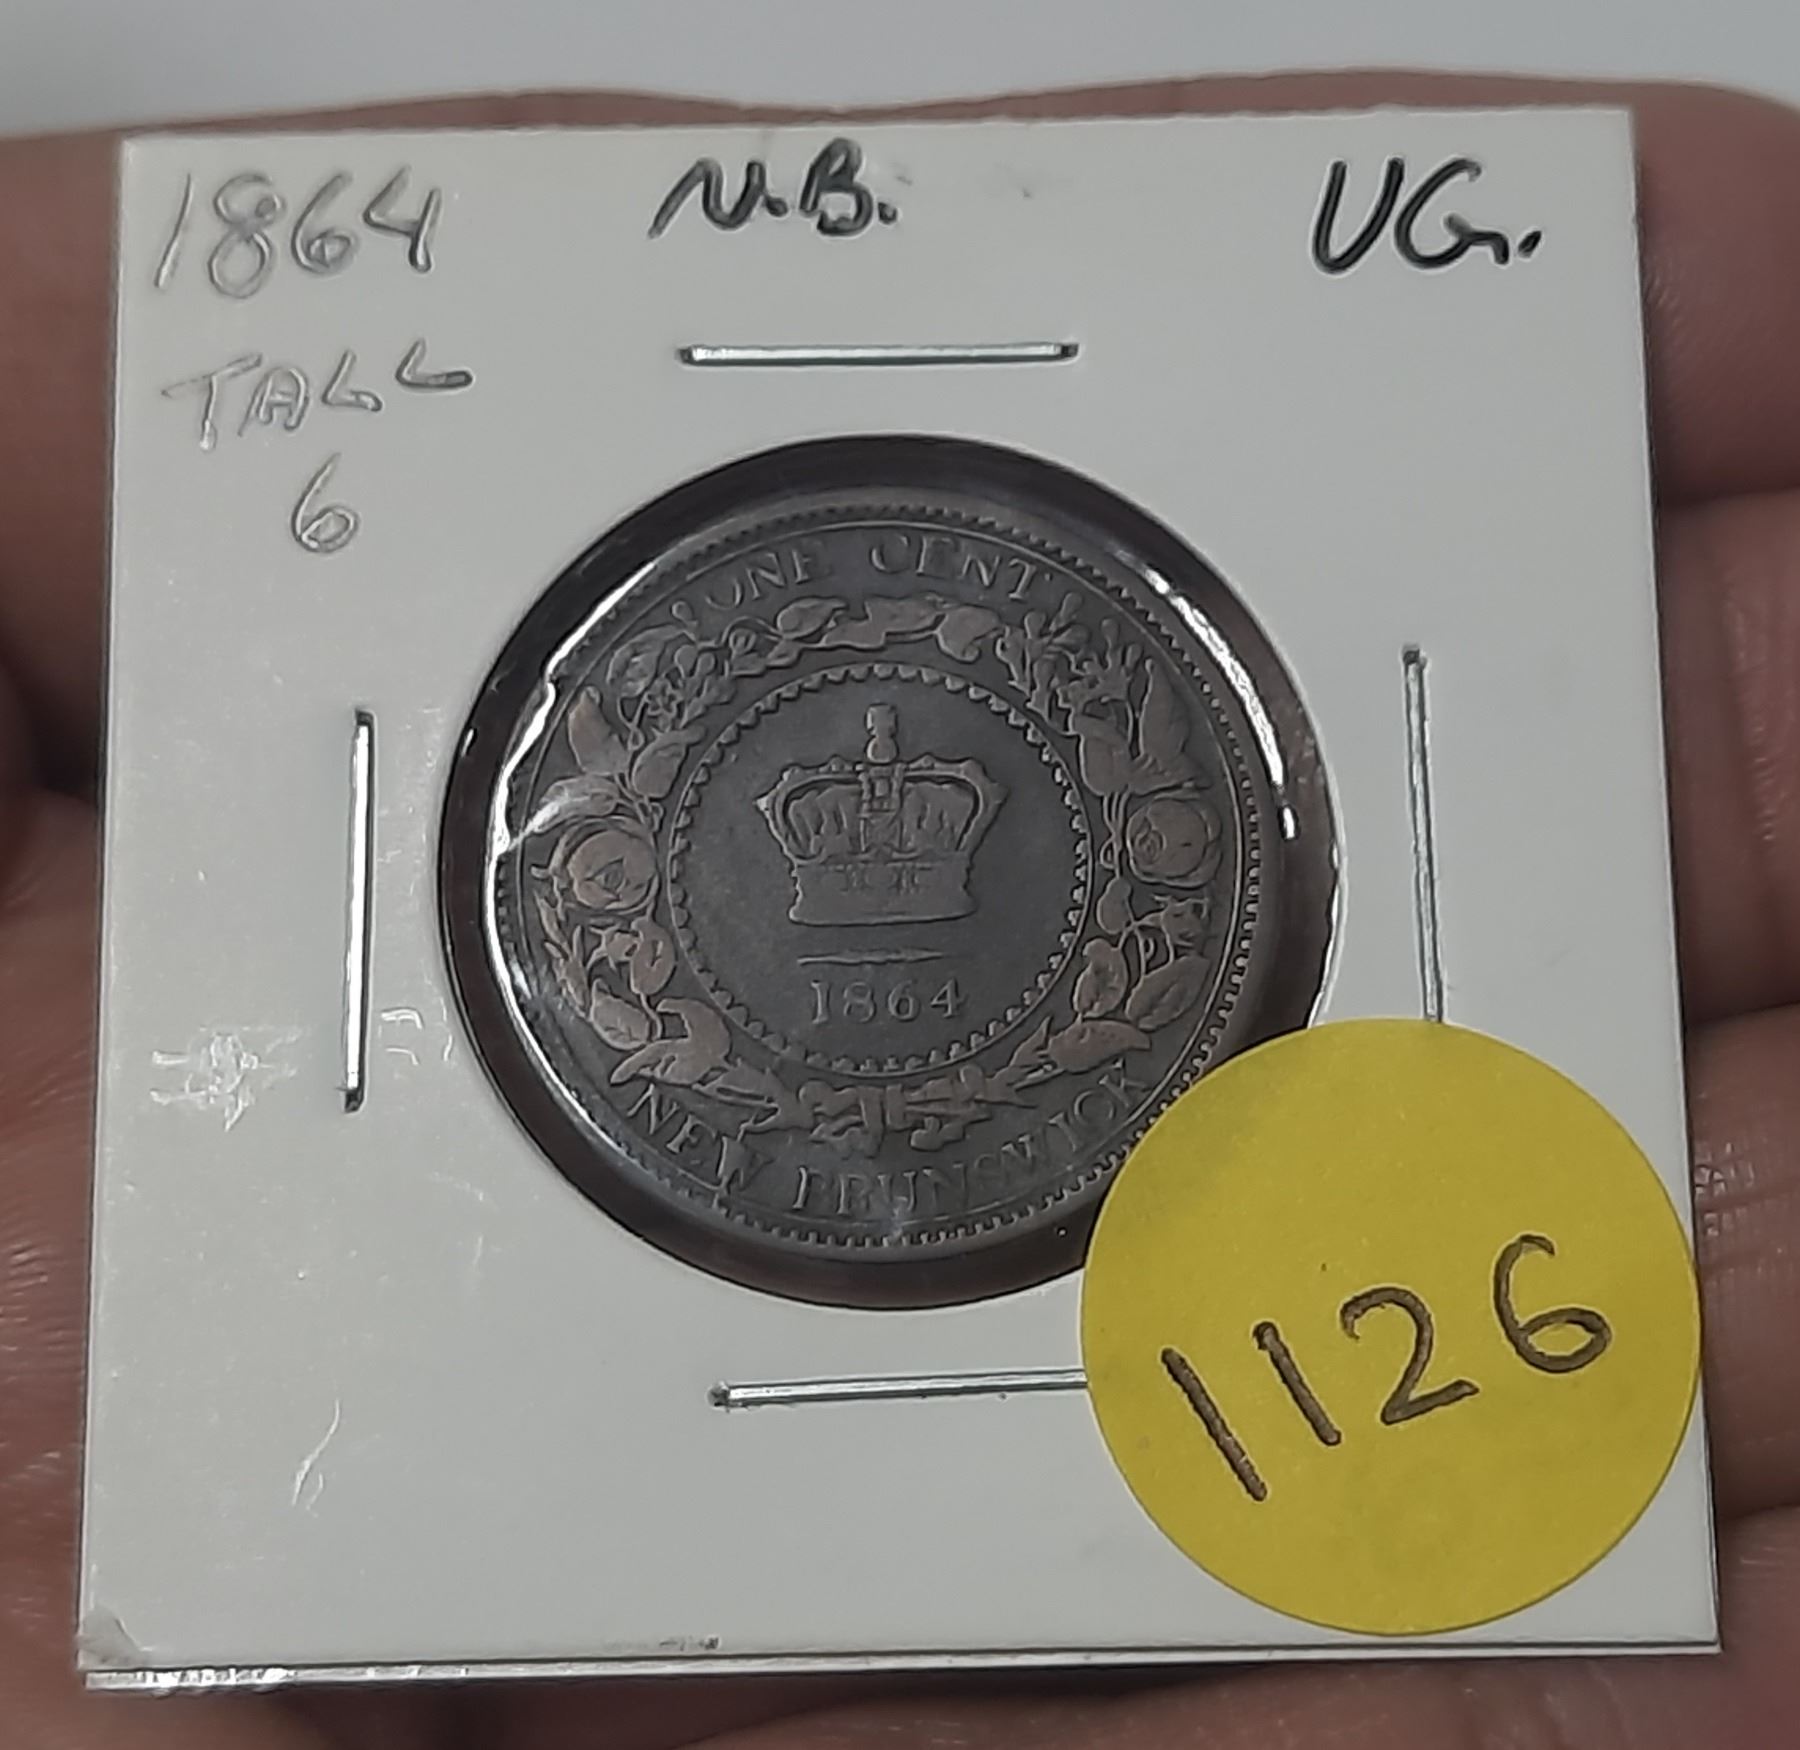 1864 N.B. VG.
TALL
6
ONE CENT
1864
NEW BRUNSWICK
1126